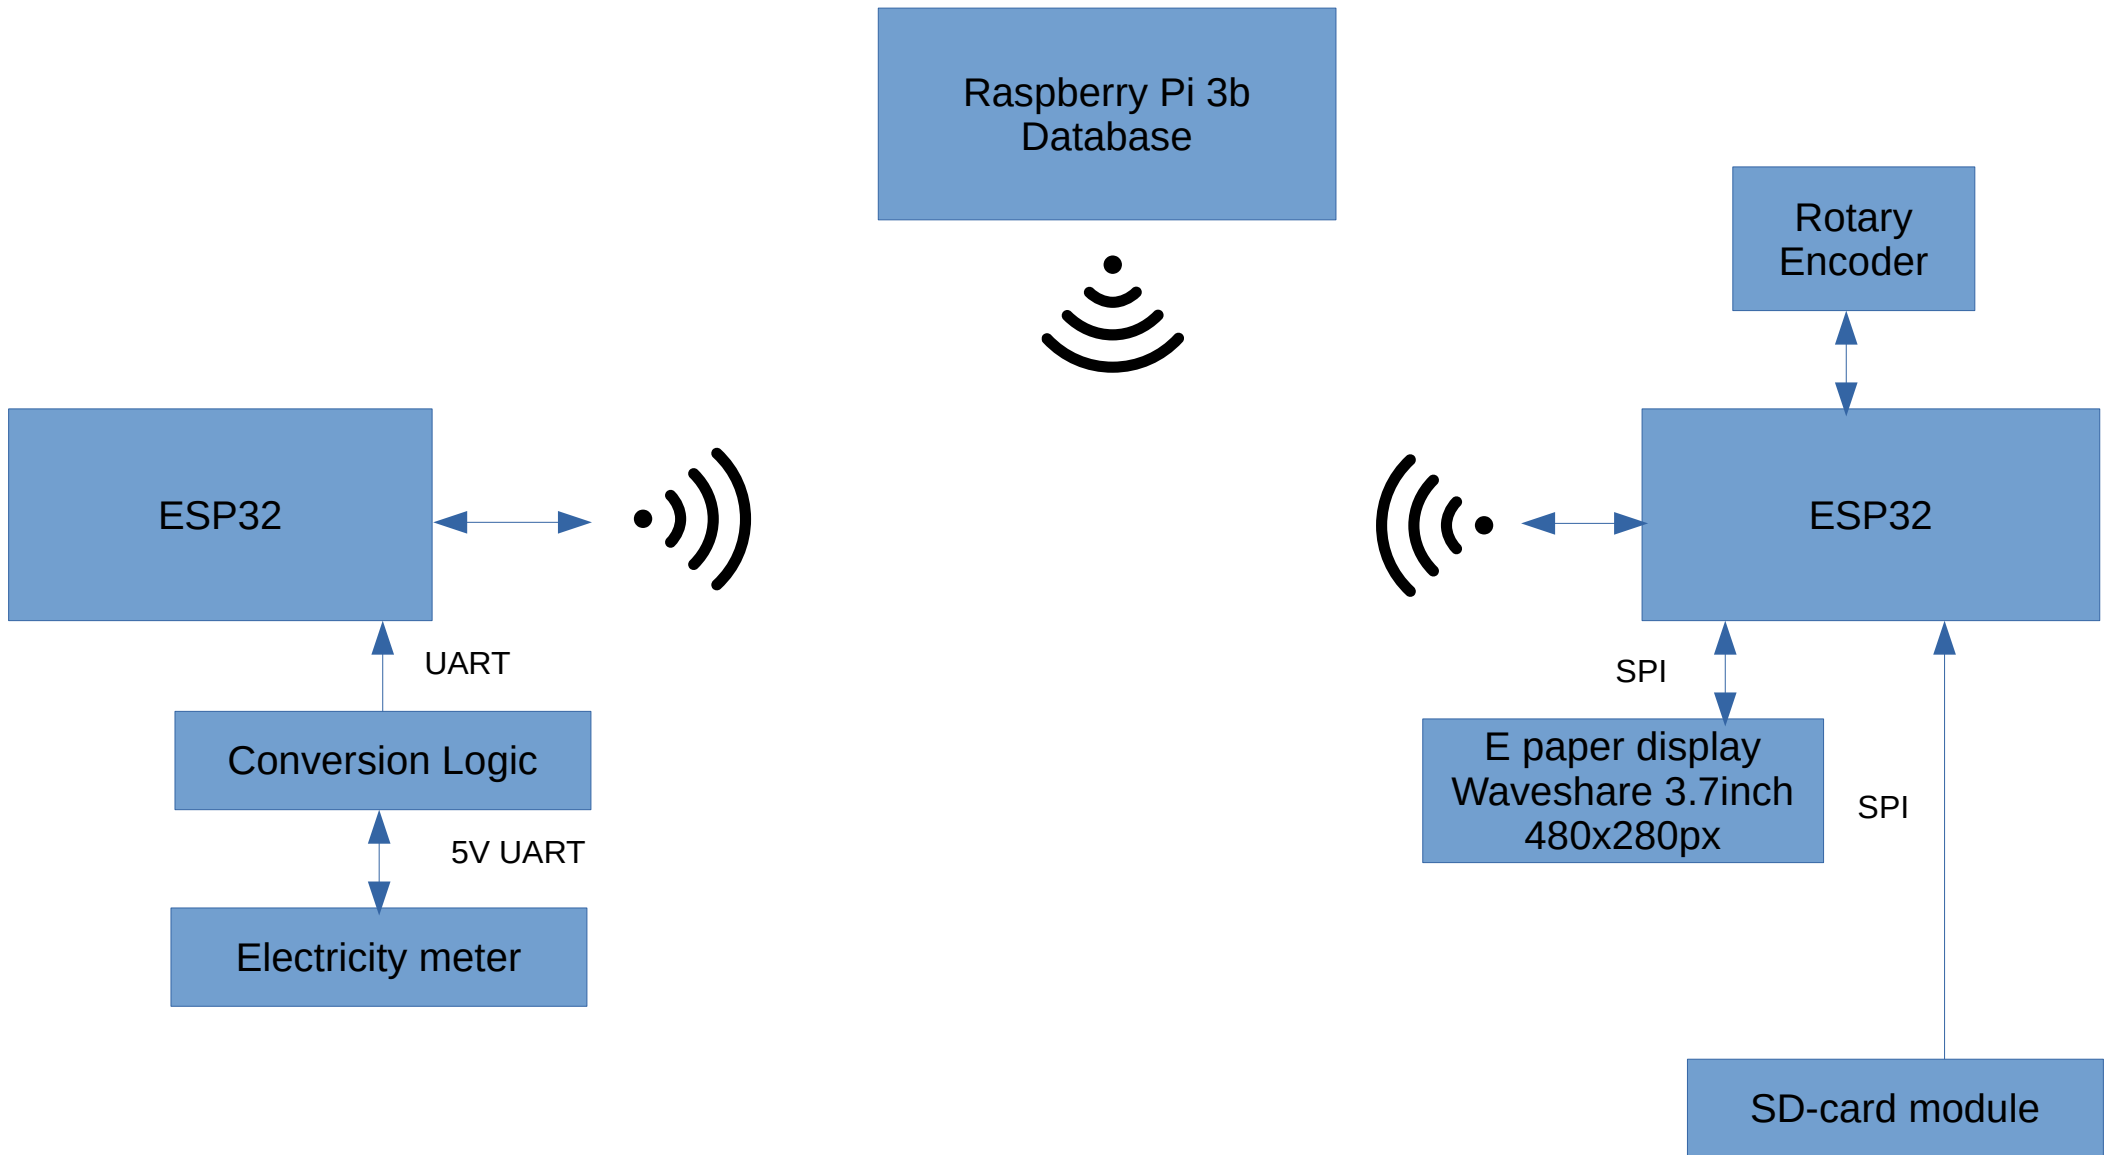 Raspberry Pi 3b
Database
Rotary
Encoder
ESP32
ESP32
UART
SPI
Conversion Logic
E paper display
Waveshare 3.7inch
480x280px
SPI
5V UART
Electricity meter
SD-card module